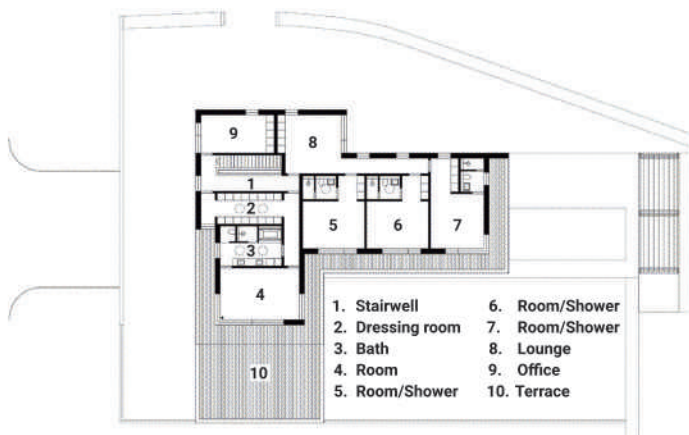 9
8
1
2
5
6
7
3
4
10
1. Stairwell
2. Dressing room
3. Bath
4. Room
5. Room/Shower
6. Room/Shower
7. Room/Shower
8. Lounge
9. Office
10. Terrace